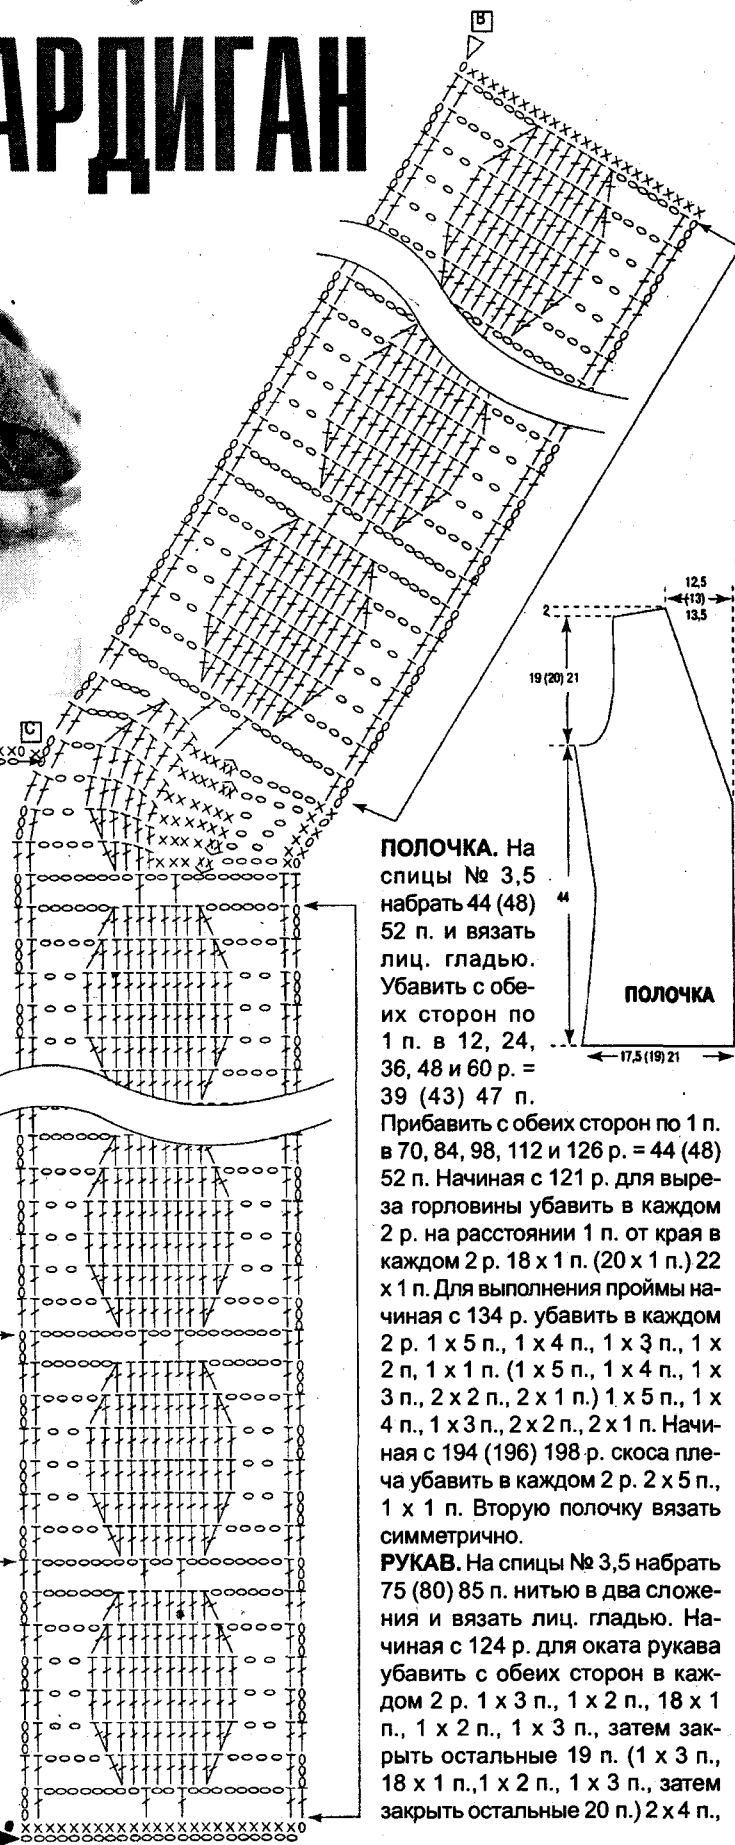 АРДИГАН
B
C
12,5
(13)
13,5
2
19 (20) 21
44
ПОЛОЧКА
17,5 (19) 21
ПОЛОЧКА. На
спицы № 3,5
набрать 44 (48)
52 п. и вязать
лиц. гладью.
Убавить с обе-
их сторон по
1 п. в 12, 24,
36, 48 и 60 р. =
39 (43) 47 п.
Прибавить с обеих сторон по 1 п.
в 70, 84, 98, 112 и 126 р. = 44 (48)
52 п. Начиная с 121 р. для выре-
за горловины убавить в каждом
2 р. на расстоянии 1 п. от края в
каждом 2 р. 18 х 1 п. (20 х 1 п.) 22
х 1 п. Для выполнения проймы на-
чиная с 134 р. убавить в каждом
2 р. 1 х 5 п., 1 х 4 п., 1 х 3 п., 1 х
2 п, 1 х 1 п. (1 х 5 п., 1 х 4 п., 1 х
3 п., 2 х 2 п., 2 х 1 п.) 1 х 5 п., 1 х
4 п., 1 х 3 п., 2 х 2 п., 2 х 1 п. Начи-
ная с 194 (196) 198 р. скоса пле-
ча убавить в каждом 2 р. 2 х 5 п.,
1 х 1 п. Вторую полочку вязать
симметрично.
РУКАВ. На спицы № 3,5 набрать
75 (80) 85 п. нитью в два сложе-
ния и вязать лиц. гладью. На-
чиная с 124 р. для оката рукава
убавить с обеих сторон в каж-
дом 2 р. 1 х 3 п., 1 х 2 п., 18 х 1
п., 1 х 2 п., 1 х 3 п., затем зак-
рыть остальные 19 п. (1 х 3 п.,
18 х 1 п.,1 х 2 п., 1 х 3 п., затем
закрыть остальные 20 п.) 2 х 4 п.,